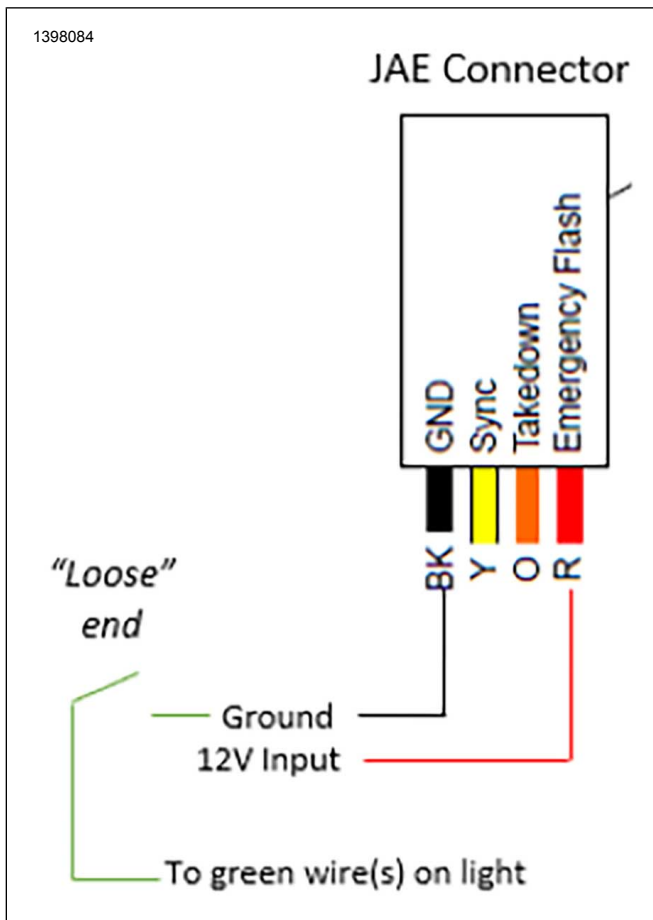 1398084
JAE Connector
GND
Sync
Takedown
Emergency Flash
BK
Y
O
R
“Loose”
end
Ground
12V Input
To green wire(s) on light